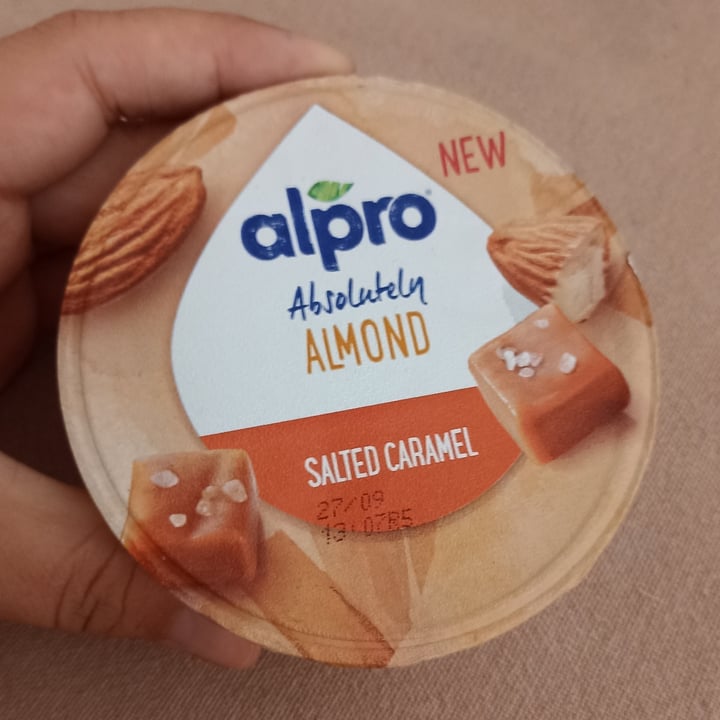 NEW
alpro
Absolutely
ALMOND
SALTED CARAMEL
27/09
13:07B5